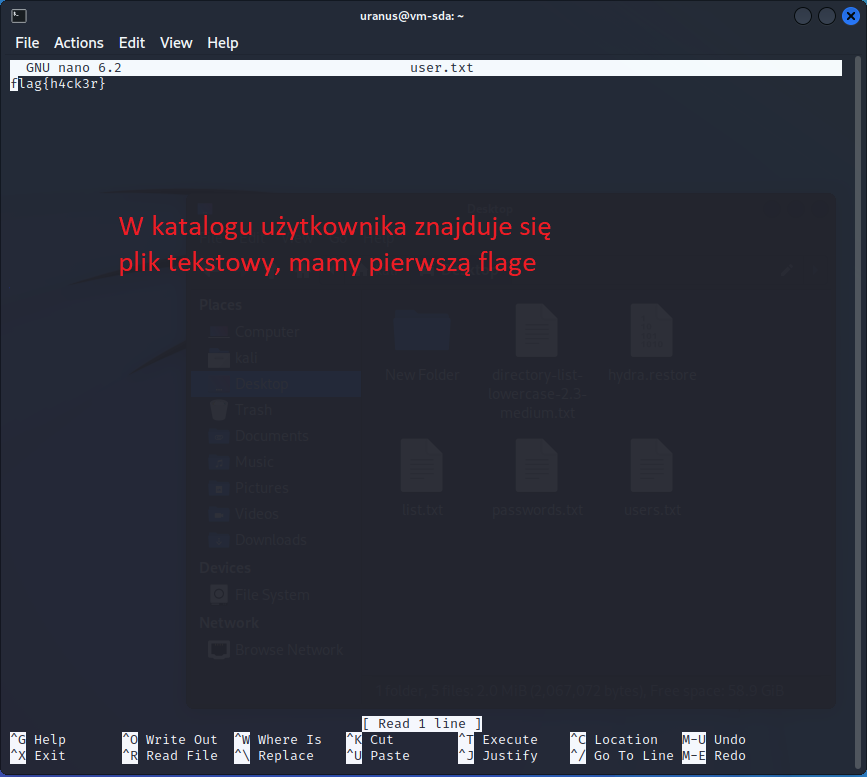 uranus@vm-sda: ~
File Actions Edit View Help
GNU nano 6.2 user.txt
flag{h4ck3r}
W katalogu użytkownika znajduje się
plik tekstowy, mamy pierwszą flage
Places
Computer
kali
Desktop
Trash
Documents
Music
Pictures
Videos
Downloads
Devices
File System
Network
Browse Network
New Folder
directory-list-
lowercase-2.3-
medium.txt
hydra.restore
list.txt
passwords.txt
users.txt
[ Read 1 line ]
^G Help ^O Write Out ^W Where Is ^K Cut ^T Execute ^C Location M-U Undo
^X Exit ^R Read File ^\ Replace ^U Paste ^J Justify ^/ Go To Line M-E Redo